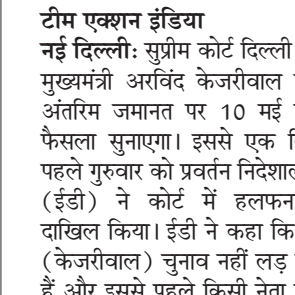 टीम एक्शन इंडिया
नई दिल्लीः सुप्रीम कोर्ट दिल्ली
मुख्यमंत्री अरविंद केजरीवाल
अंतरिम जमानत पर 10 मई
फैसला सुनाएगा। इससे एक
पहले गुरुवार को प्रवर्तन
(ईडी) ने कोर्ट में
दाखिल किया। ईडी ने कहा कि
(केजरीवाल) चुनाव नहीं लड़
हैं और इससे पहले किसी नेता